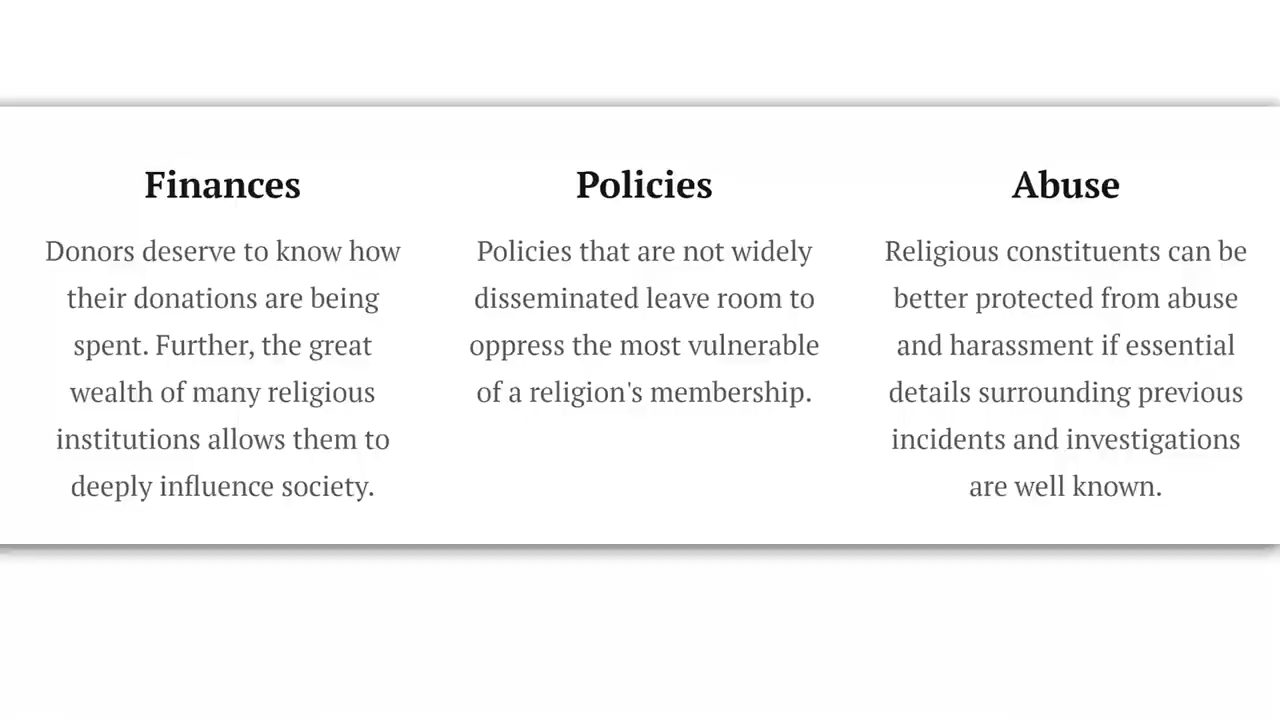 Finances
Donors deserve to know how
their donations are being
spent. Further, the great
wealth of many religious
institutions allows them to
deeply influence society.
Policies
Policies that are not widely
disseminated leave room to
oppress the most vulnerable
of a religion's membership.
Abuse
Religious constituents can be
better protected from abuse
and harassment if essential
details surrounding previous
incidents and investigations
are well known.